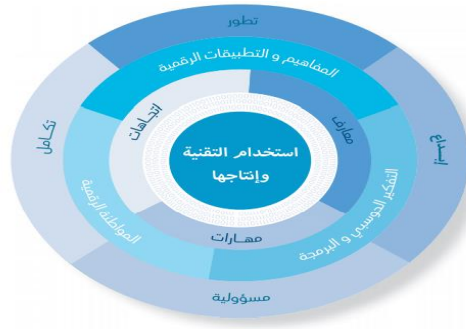 تطور
المفاهيم و التطبيقات الرقمية
تكامل
اتجاهات
معارف
إبداع
استخدام التقنية
وإنتاجها
المواطنة الرقمية
مهارات
التفكير الحوسبي و البرمجة
مسؤولية